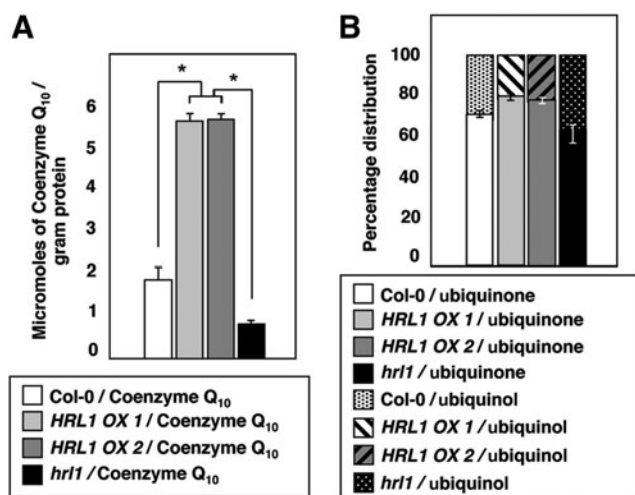 A
Micromoles of Coenzyme Q10 /
gram protein
6
5
4
3
2
1
0
*
*
Col-0 / Coenzyme Q10
HRL1 OX 1 / Coenzyme Q10
HRL1 OX 2 / Coenzyme Q10
hrl1 / Coenzyme Q10
B
Percentage distribution
100
80
60
40
20
0
Col-0 / ubiquinone
HRL1 OX 1 / ubiquinone
HRL1 OX 2 / ubiquinone
hrl1 / ubiquinone
Col-0 / ubiquinol
HRL1 OX 1 / ubiquinol
HRL1 OX 2 / ubiquinol
hrl1 / ubiquinol